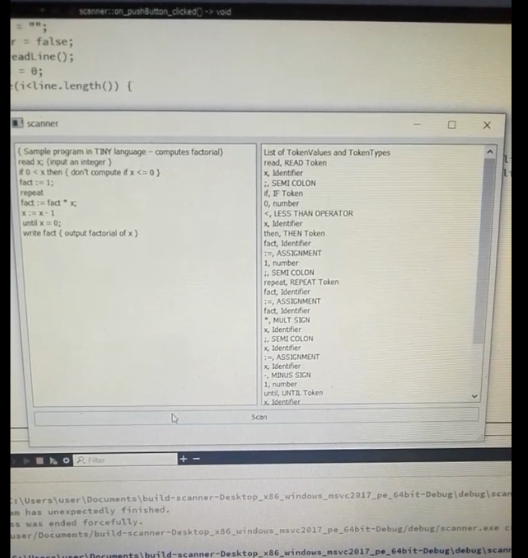 scanner::on_pushButton_clicked() -> void
= "";
r = false;
eadLine();
= 0;
(i<line.length()) {
scanner
{ Sample program in TINY language - computes factorial}
read x; {input an integer }
if 0 < x then { don't compute if x <= 0 }
fact := 1;
repeat
fact := fact * x;
x := x - 1
until x = 0;
write fact { output factorial of x }
List of TokenValues and TokenTypes
read, READ Token
x, Identifier
;, SEMI COLON
if, IF Token
0, number
<, LESS THAN OPERATOR
x, Identifier
then, THEN Token
fact, Identifier
:=, ASSIGNMENT
1, number
;, SEMI COLON
repeat, REPEAT Token
fact, Identifier
:=, ASSIGNMENT
fact, Identifier
*, MULT SIGN
x, Identifier
;, SEMI COLON
x, Identifier
:=, ASSIGNMENT
x, Identifier
-, MINUS SIGN
1, number
until, UNTIL Token
x, Identifier
Scan
Filter
:\Users\user\Documents\build-scanner-Desktop_x86_windows_msvc2017_pe_64bit-Debug\debug\scan
am has unexpectedly finished.
ss was ended forcefully.
user/Documents/build-scanner-Desktop_x86_windows_msvc2017_pe_64bit-Debug/debug/scanner.exe
:\Users\user\Documents\build-scanner-Desktop_x86_windows_msvc2017_pe_64bit-Debug\debug\scan